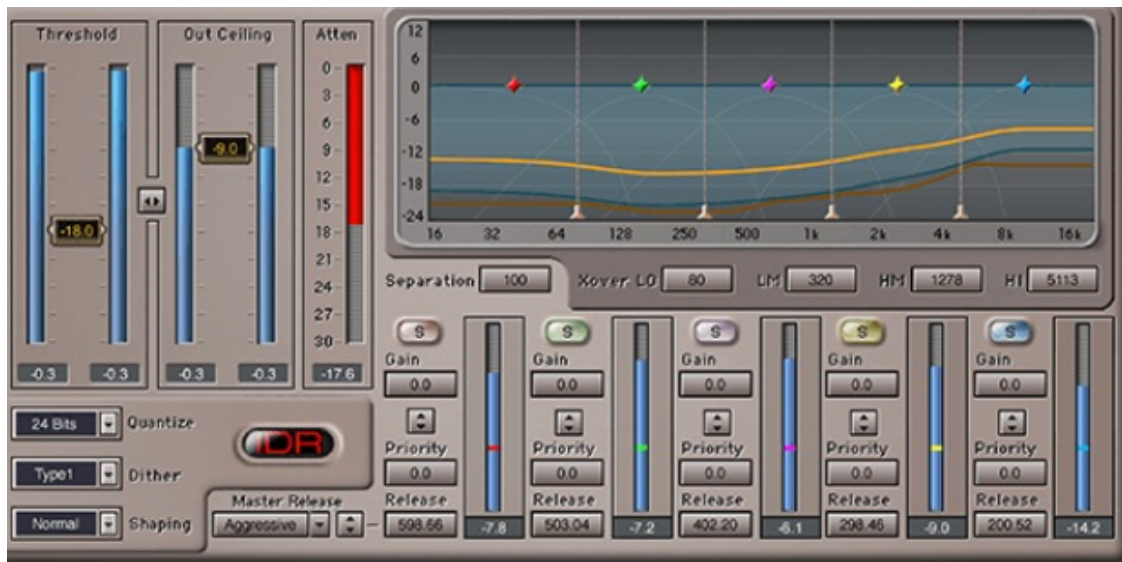 Threshold
Out Ceiling
Atten
0
3
6
9
12
15
18
21
24
27
30
-18.0
-9.0
-0.3 -0.3
-0.3 -0.3
-17.6
12
6
0
-6
-12
-18
-24
16 32 64 128 250 500 1k 2k 4k 8k 16k
Separation 100 Xover LO 80 LM 320 HM 1278 HI 5113
S S S S S
Gain Gain Gain Gain Gain
0.0 0.0 0.0 0.0 0.0
Priority Priority Priority Priority Priority
0.0 0.0 0.0 0.0 0.0
Release Release Release Release Release
598.66 -7.8 503.04 -7.2 402.20 -6.1 298.46 -9.0 200.52 -14.2
24 Bits Quantize
IDR
Type1 Dither
Master Release
Normal Shaping
Aggressive